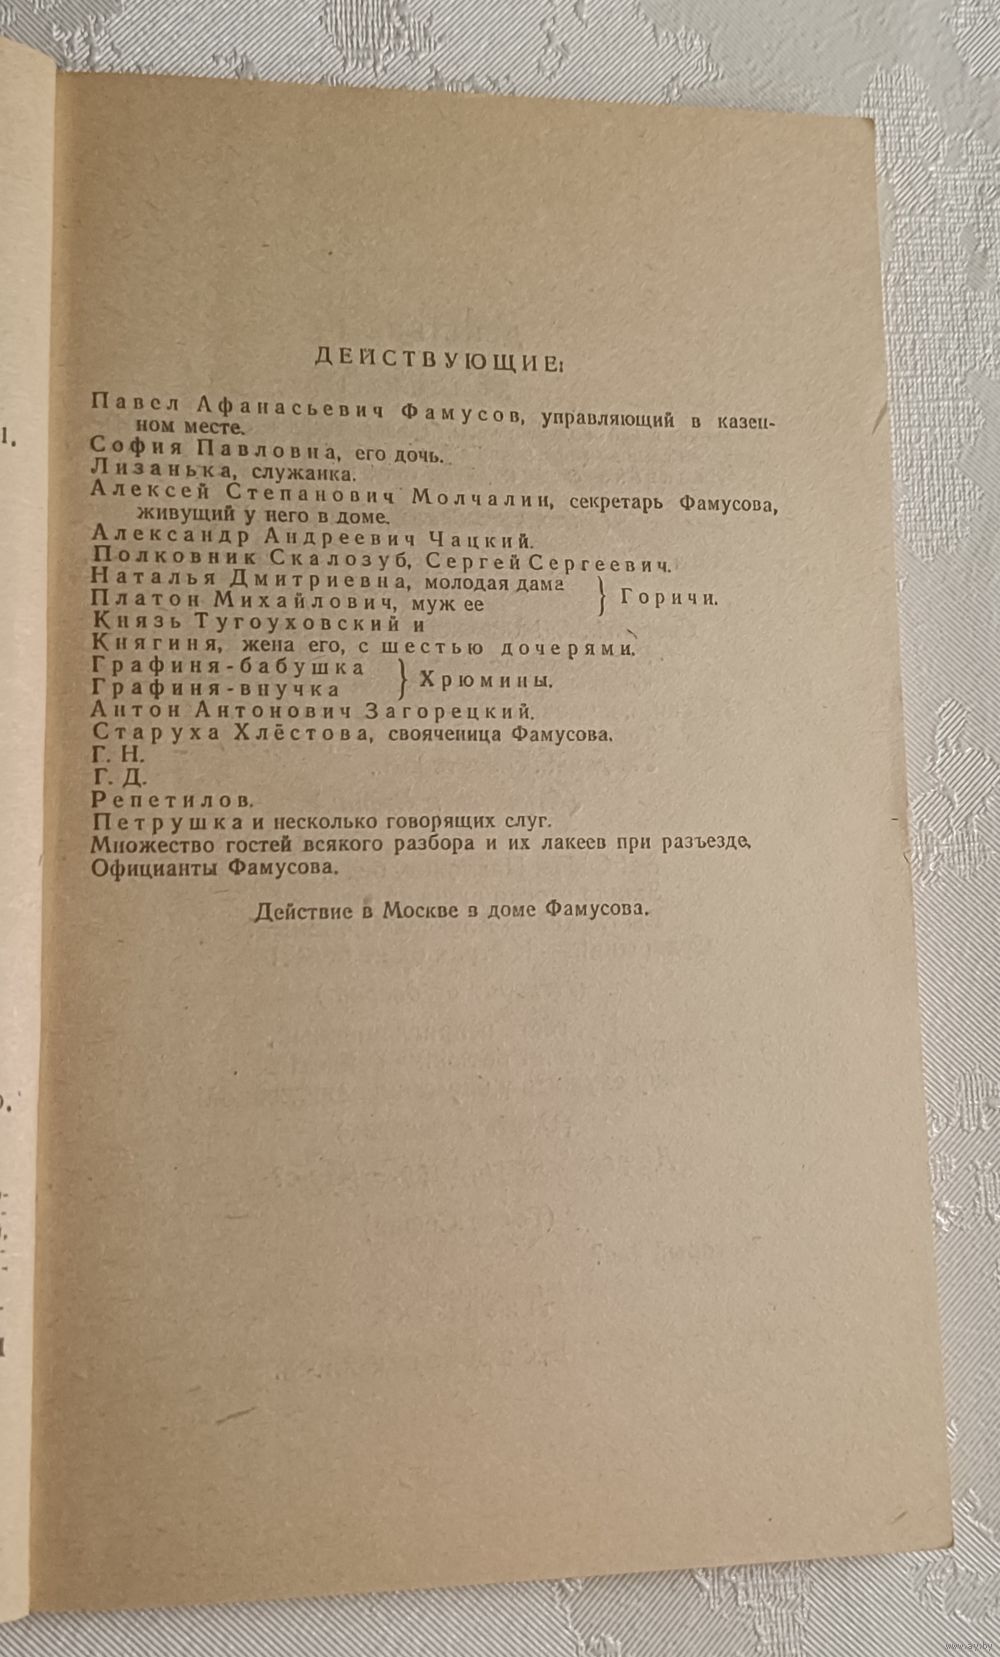 ДЕЙСТВУЮЩИЕ:
Павел Афанасьевич Фамусов, управляющий в казен-
ном месте.
София Павловна, его дочь.
Лизанька, служанка.
Алексей Степанович Молчалин, секретарь Фамусова,
живущий у него в доме.
Александр Андреевич Чацкий.
Полковник Скалозуб, Сергей Сергеевич.
Наталья Дмитриевна, молодая дама
Платон Михайлович, муж ее
} Горичи.
Князь Тугоуховский и
Княгиня, жена его, с шестью дочерями.
Графиня-бабушка
Графиня-внучка
} Хрюмины.
Антон Антонович Загорецкий.
Старуха Хлёстова, свояченица Фамусова.
Г. Н.
Г. Д.
Репетилов.
Петрушка и несколько говорящих слуг.
Множество гостей всякого разбора и их лакеев при разъезде.
Официанты Фамусова.
Действие в Москве в доме Фамусова.
www.ay.by